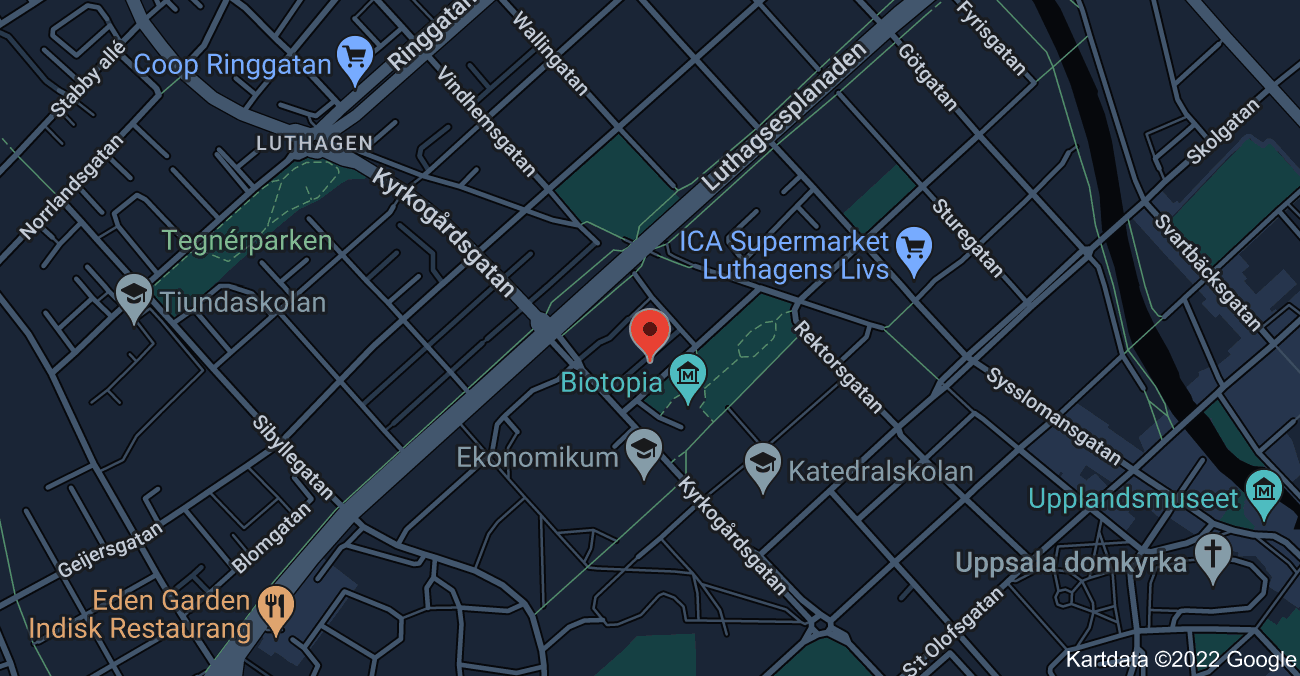 Stabby allé
Coop Ringgatan
Ringgatan
Wallingatan
Vindhemsgatan
Luthagsesplanaden
Götgatan
Fyrisgatan
Skolgatan
LUTHAGEN
Norrlandsgatan
Kyrkogårdsgatan
Tegnérparken
Tiundaskolan
ICA Supermarket
Luthagens Livs
Sturegatan
Svartbäcksgatan
Rektorsgatan
Biotopia
Sysslomansgatan
Ekonomikum
Katedralskolan
Sibyllegatan
Kyrkogårdsgatan
Upplandsmuseet
Geijersgatan
Blomgatan
Uppsala domkyrka
Eden Garden
Indisk Restaurang
S:t Olofsgatan
Kartdata ©2022 Google